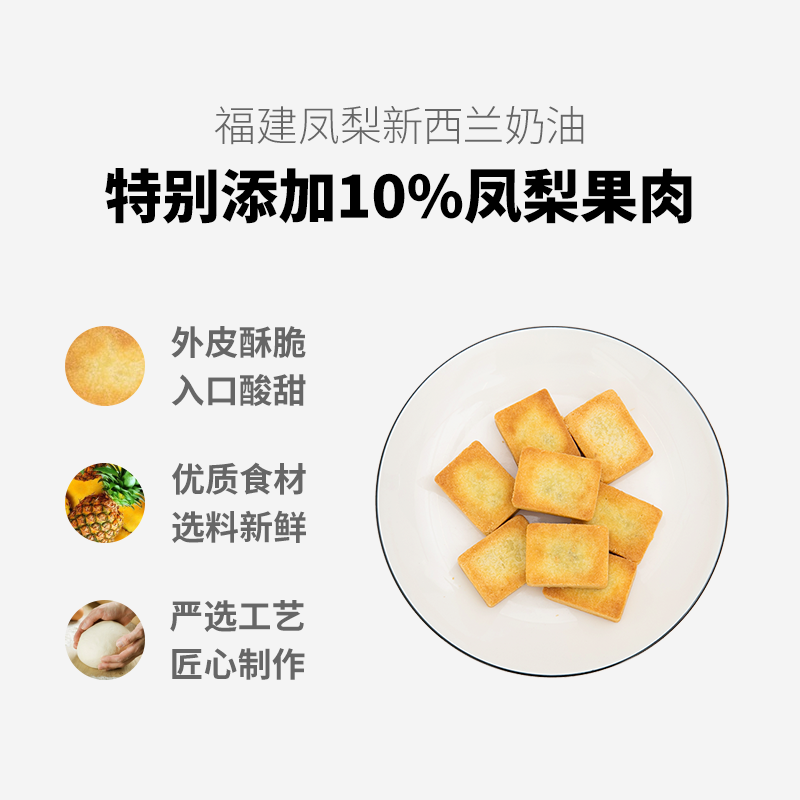 福建凤梨新西兰奶油
特别添加10%凤梨果肉
外皮酥脆
入口酸甜
优质食材
选料新鲜
严选工艺
匠心制作